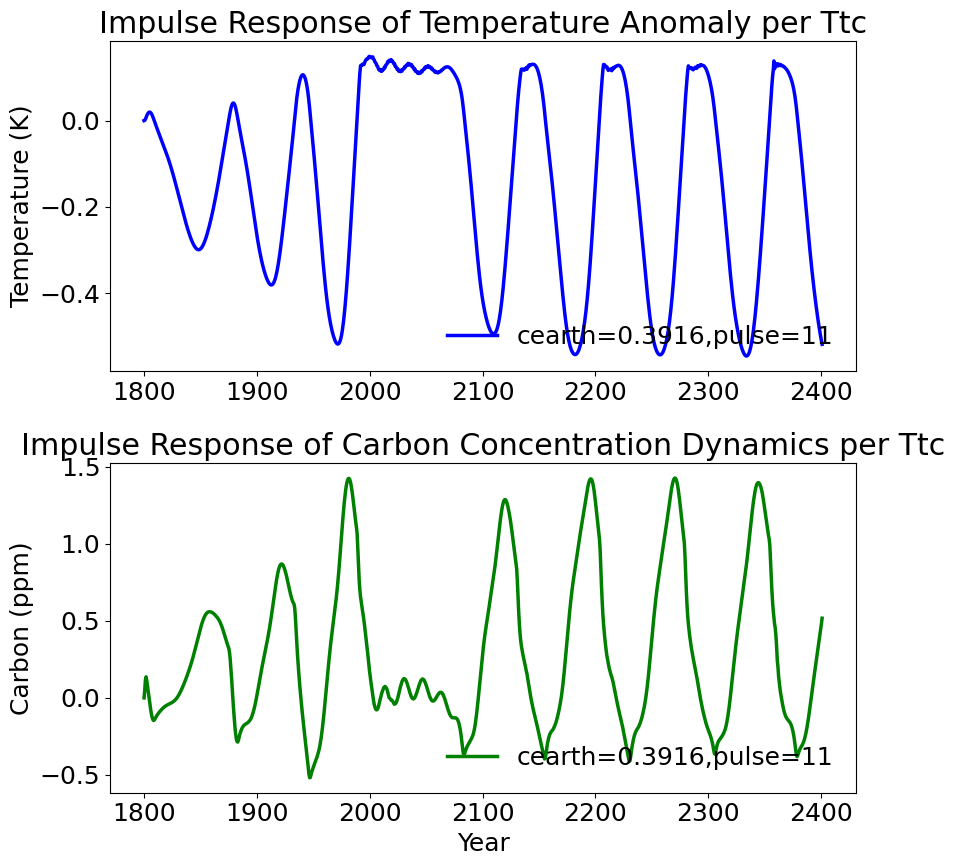 Impulse Response of Temperature Anomaly per Ttc
Temperature (K)
0.0
−0.2
−0.4
cearth=0.3916,pulse=11
1800 1900 2000 2100 2200 2300 2400
Impulse Response of Carbon Concentration Dynamics per Ttc
Carbon (ppm)
1.5
1.0
0.5
0.0
−0.5
cearth=0.3916,pulse=11
1800 1900 2000 2100 2200 2300 2400
Year